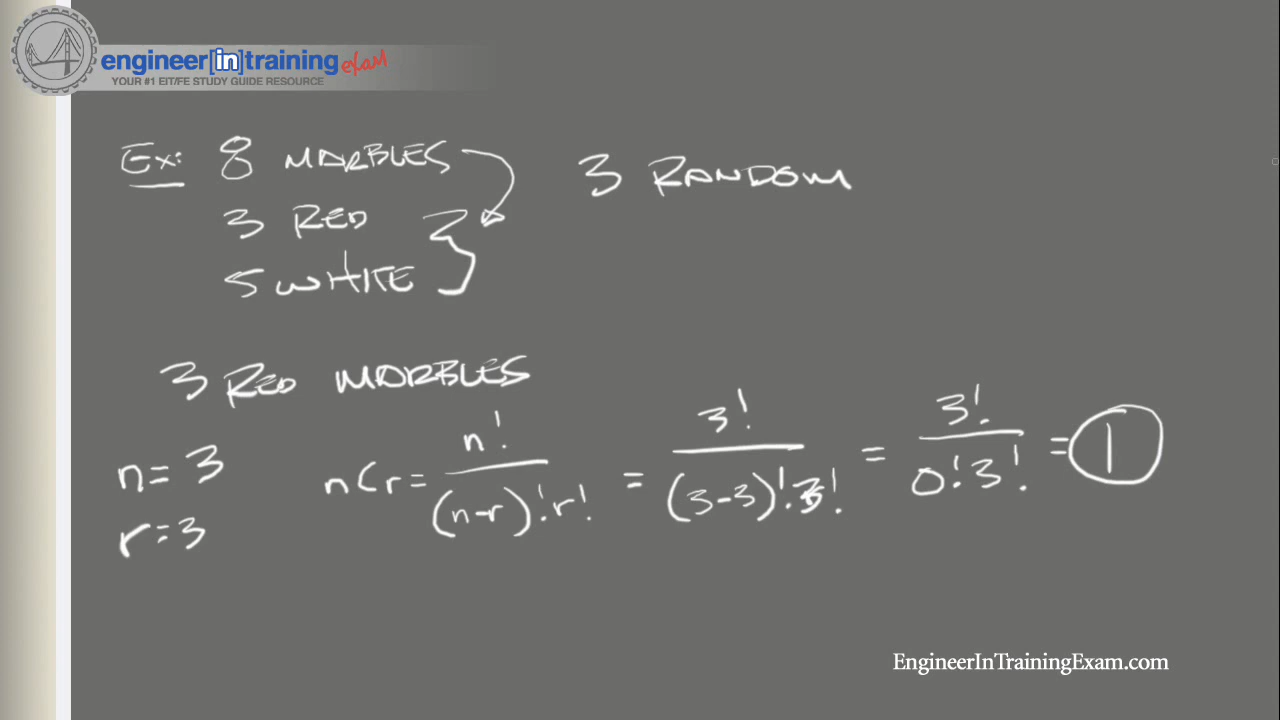 engineer[in]training exam
YOUR #1 EIT/FE STUDY GUIDE RESOURCE
Ex: 8 MARBLES
3 RED
5 WHITE
3 RANDOM
3 RED MARBLES
n = 3
r = 3
nCr = n! / (n-r)! r! = 3! / (3-3)! 3! = 3! / 0! 3! = 1
EngineerInTrainingExam.com